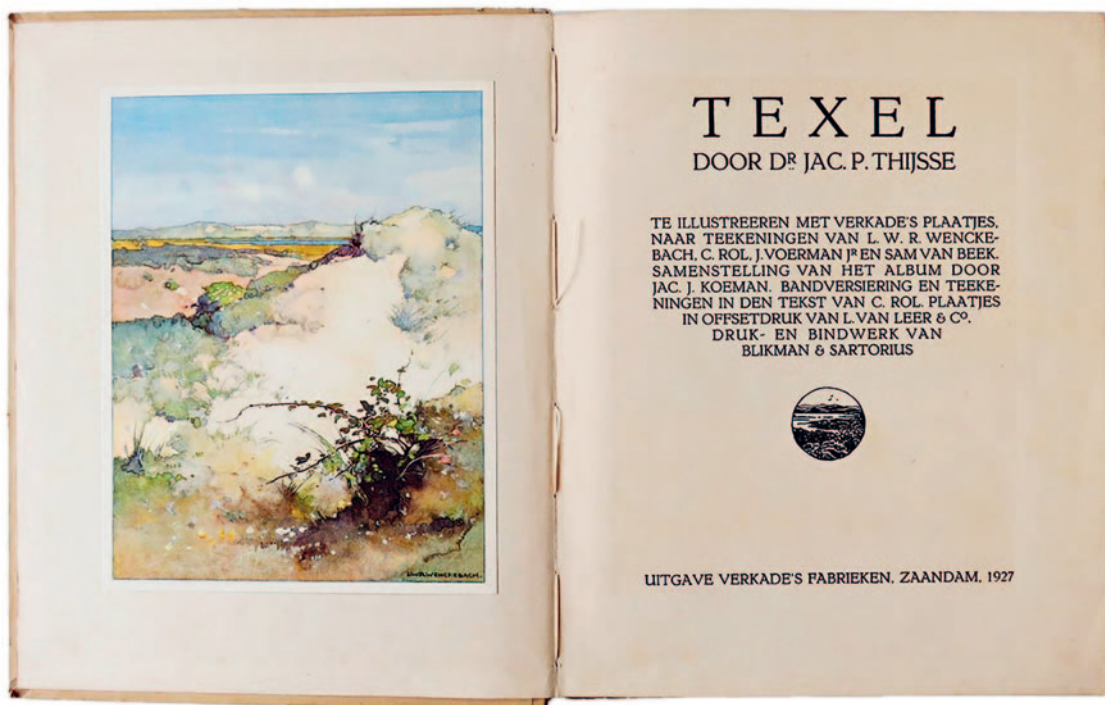 L.W.R.WENCKEBACH.
TEXEL
DOOR DR. JAC. P. THIJSSE
TE ILLUSTREEREN MET VERKADE'S PLAATJES,
NAAR TEEKENINGEN VAN L. W. R. WENCKE-
BACH, C. ROL, J. VOERMAN JR EN SAM VAN BEEK.
SAMENSTELLING VAN HET ALBUM DOOR
JAC. J. KOEMAN. BANDVERSIERING EN TEEKE-
NINGEN IN DEN TEKST VAN C. ROL. PLAATJES
IN OFFSETDRUK VAN L. VAN LEER & CO.
DRUK- EN BINDWERK VAN
BLIKMAN & SARTORIUS
UITGAVE VERKADE'S FABRIEKEN, ZAANDAM, 1927